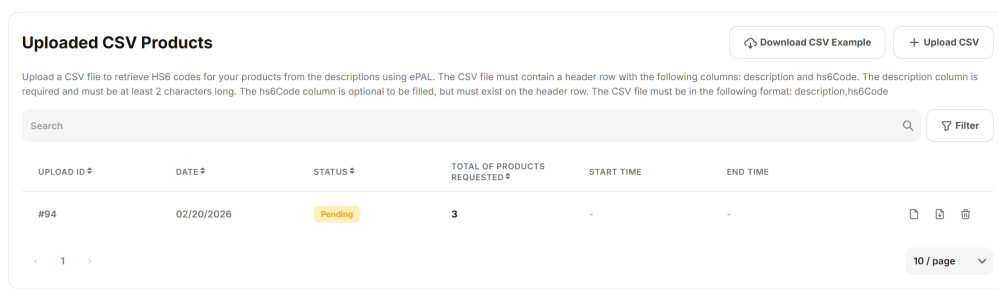 Uploaded CSV Products
Download CSV Example
+ Upload CSV
Upload a CSV file to retrieve HS6 codes for your products from the descriptions using ePAL. The CSV file must contain a header row with the following columns: description and hs6Code. The description column is
required and must be at least 2 characters long. The hs6Code column is optional to be filled, but must exist on the header row. The CSV file must be in the following format: description,hs6Code
Search
Filter
UPLOAD ID
DATE
STATUS
TOTAL OF PRODUCTS
REQUESTED
START TIME
END TIME
#94
02/20/2026
Pending
3
-
-
1
10 / page